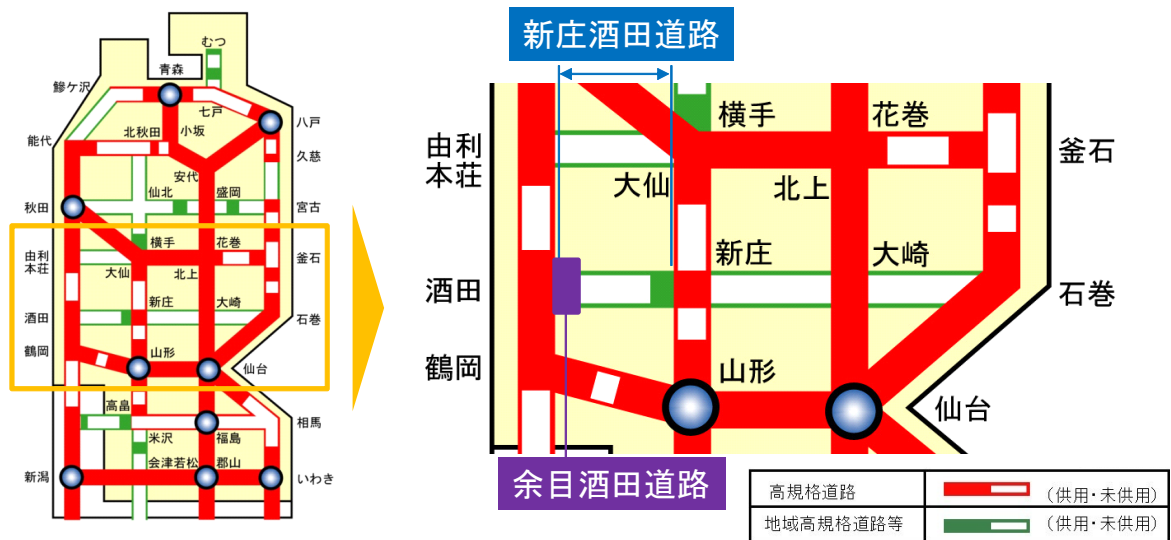 むつ
青森
鰺ケ沢
七戸
八戸
能代
北秋田
小坂
久慈
安代
仙北
盛岡
秋田
宮古
横手
花巻
由利
本荘
釜石
大仙
北上
新庄
大崎
酒田
石巻
鶴岡
山形
仙台
高畠
相馬
米沢
福島
会津若松
郡山
新潟
いわき
新庄酒田道路
横手
花巻
由利
本荘
釜石
大仙
北上
新庄
大崎
酒田
石巻
鶴岡
山形
仙台
余目酒田道路
高規格道路
(供用・未供用)
地域高規格道路等
(供用・未供用)